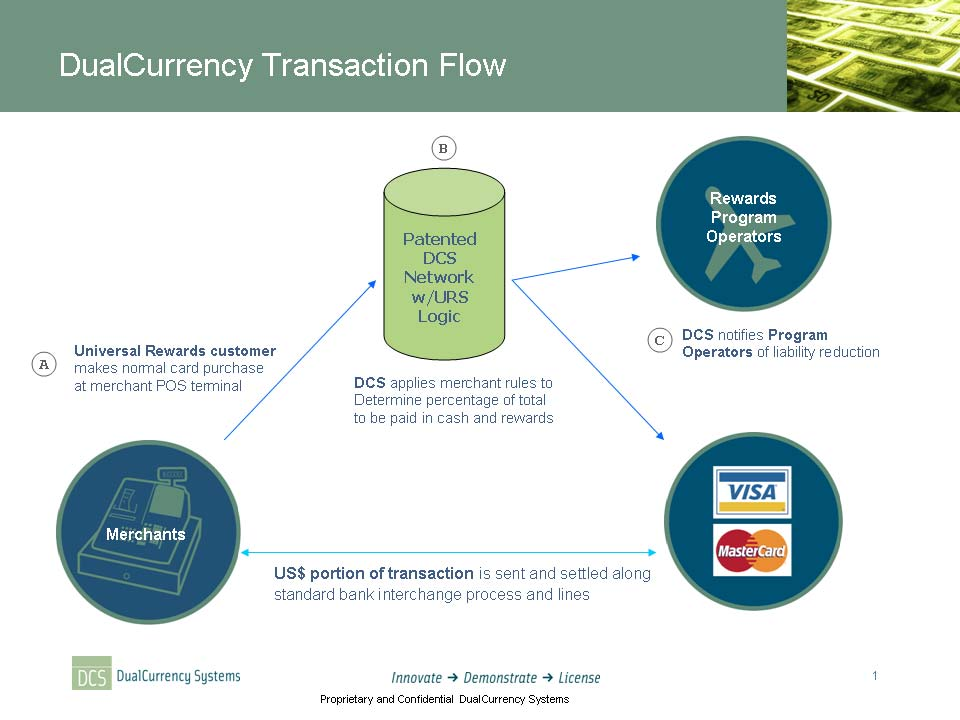 DualCurrency Transaction Flow
B
Patented
DCS
Network
w/URS
Logic
Rewards
Program
Operators
C
DCS notifies Program
Operators of liability reduction
A
Universal Rewards customer
makes normal card purchase
at merchant POS terminal
DCS applies merchant rules to
Determine percentage of total
to be paid in cash and rewards
Merchants
VISA
MasterCard
US$ portion of transaction is sent and settled along
standard bank interchange process and lines
DCS DualCurrency Systems
Innovate → Demonstrate → License
1
Proprietary and Confidential DualCurrency Systems